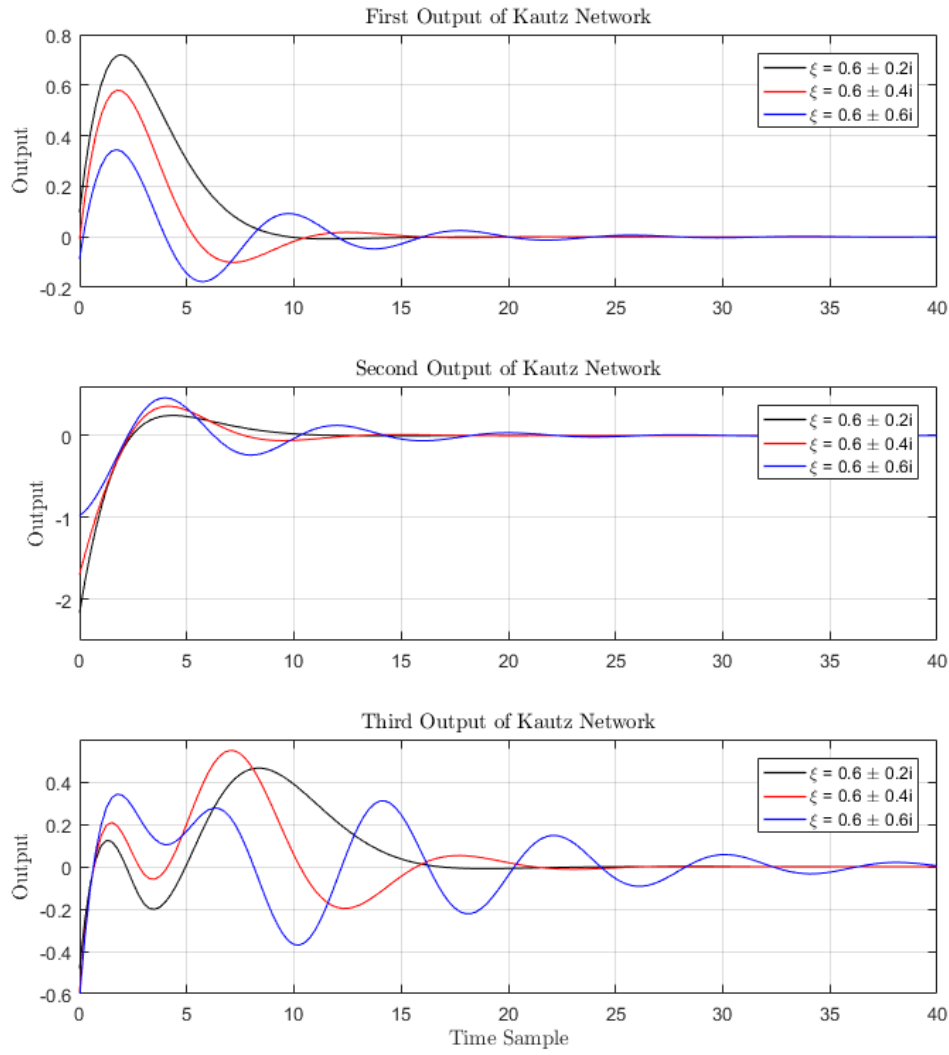 First Output of Kautz Network
0.8
0.6
0.4
0.2
0
-0.2
Output
ξ = 0.6 ± 0.2i
ξ = 0.6 ± 0.4i
ξ = 0.6 ± 0.6i
0 5 10 15 20 25 30 35 40
Second Output of Kautz Network
0
-1
-2
Output
ξ = 0.6 ± 0.2i
ξ = 0.6 ± 0.4i
ξ = 0.6 ± 0.6i
0 5 10 15 20 25 30 35 40
Third Output of Kautz Network
0.4
0.2
0
-0.2
-0.4
-0.6
Output
ξ = 0.6 ± 0.2i
ξ = 0.6 ± 0.4i
ξ = 0.6 ± 0.6i
0 5 10 15 20 25 30 35 40
Time Sample